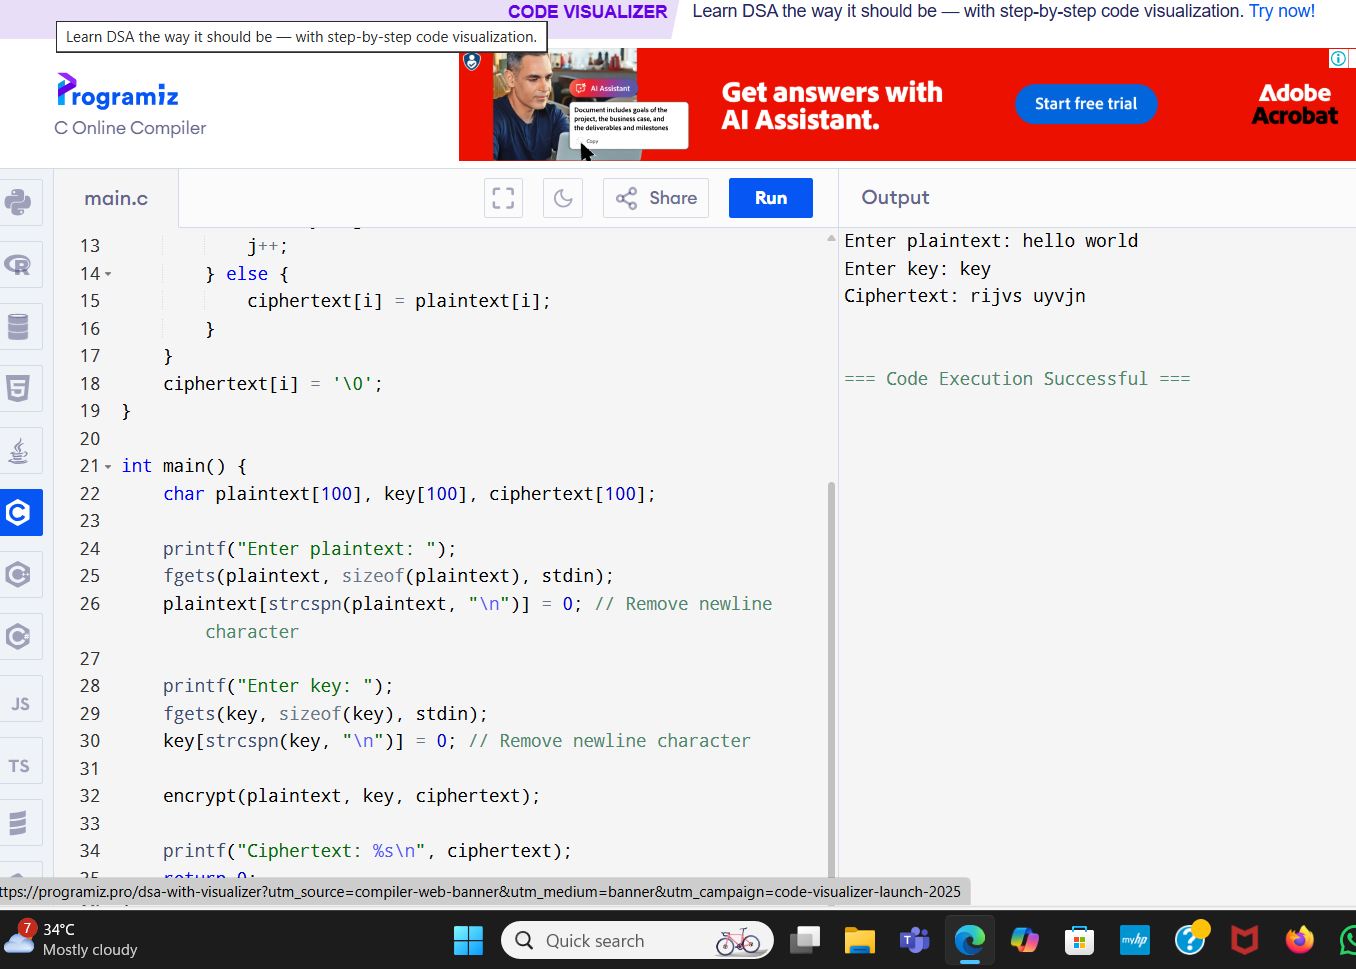 CODE VISUALIZER
Learn DSA the way it should be — with step-by-step code visualization. Try now!
Learn DSA the way it should be — with step-by-step code visualization.
Programiz
C Online Compiler
AI Assistant
Document includes goals of the
project, the business case, and
the deliverables and milestones
Copy
Get answers with
AI Assistant.
Start free trial
Adobe
Acrobat
main.c
Share
Run
Output
13 j++;
14 } else {
15 ciphertext[i] = plaintext[i];
16 }
17 }
18 ciphertext[i] = '\0';
19 }
20
21 int main() {
22 char plaintext[100], key[100], ciphertext[100];
23
24 printf("Enter plaintext: ");
25 fgets(plaintext, sizeof(plaintext), stdin);
26 plaintext[strcspn(plaintext, "\n")] = 0; // Remove newline
character
27
28 printf("Enter key: ");
29 fgets(key, sizeof(key), stdin);
30 key[strcspn(key, "\n")] = 0; // Remove newline character
31
32 encrypt(plaintext, key, ciphertext);
33
34 printf("Ciphertext: %s\n", ciphertext);
35 return 0;
Enter plaintext: hello world
Enter key: key
Ciphertext: rijvs uyvjn
=== Code Execution Successful ===
JS
TS
ttps://programiz.pro/dsa-with-visualizer?utm_source=compiler-web-banner&utm_medium=banner&utm_campaign=code-visualizer-launch-2025
7
34°C
Mostly cloudy
Quick search
myhp